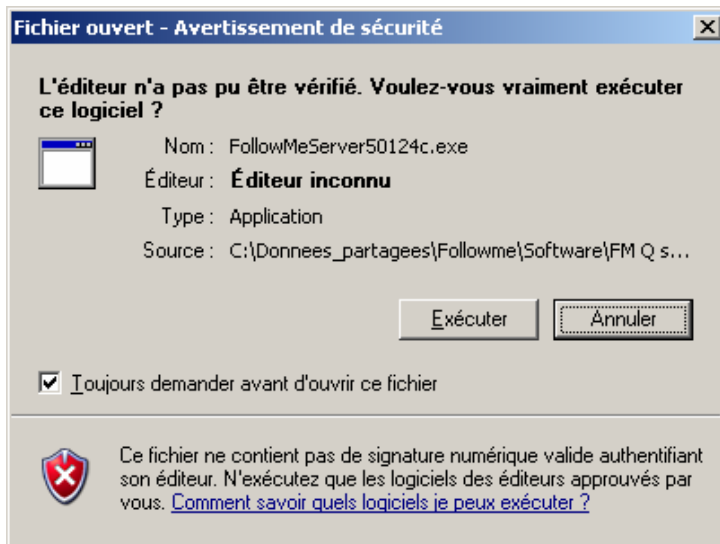 Fichier ouvert - Avertissement de sécurité
L'éditeur n'a pas pu être vérifié. Voulez-vous vraiment exécuter
ce logiciel ?
Nom : FollowMeServer50124c.exe
Éditeur : Éditeur inconnu
Type : Application
Source : C:\Donnees_partagees\Followme\Software\FM Q s...
Exécuter Annuler
Toujours demander avant d'ouvrir ce fichier
Ce fichier ne contient pas de signature numérique valide authentifiant
son éditeur. N'exécutez que les logiciels des éditeurs approuvés par
vous. Comment savoir quels logiciels je peux exécuter ?